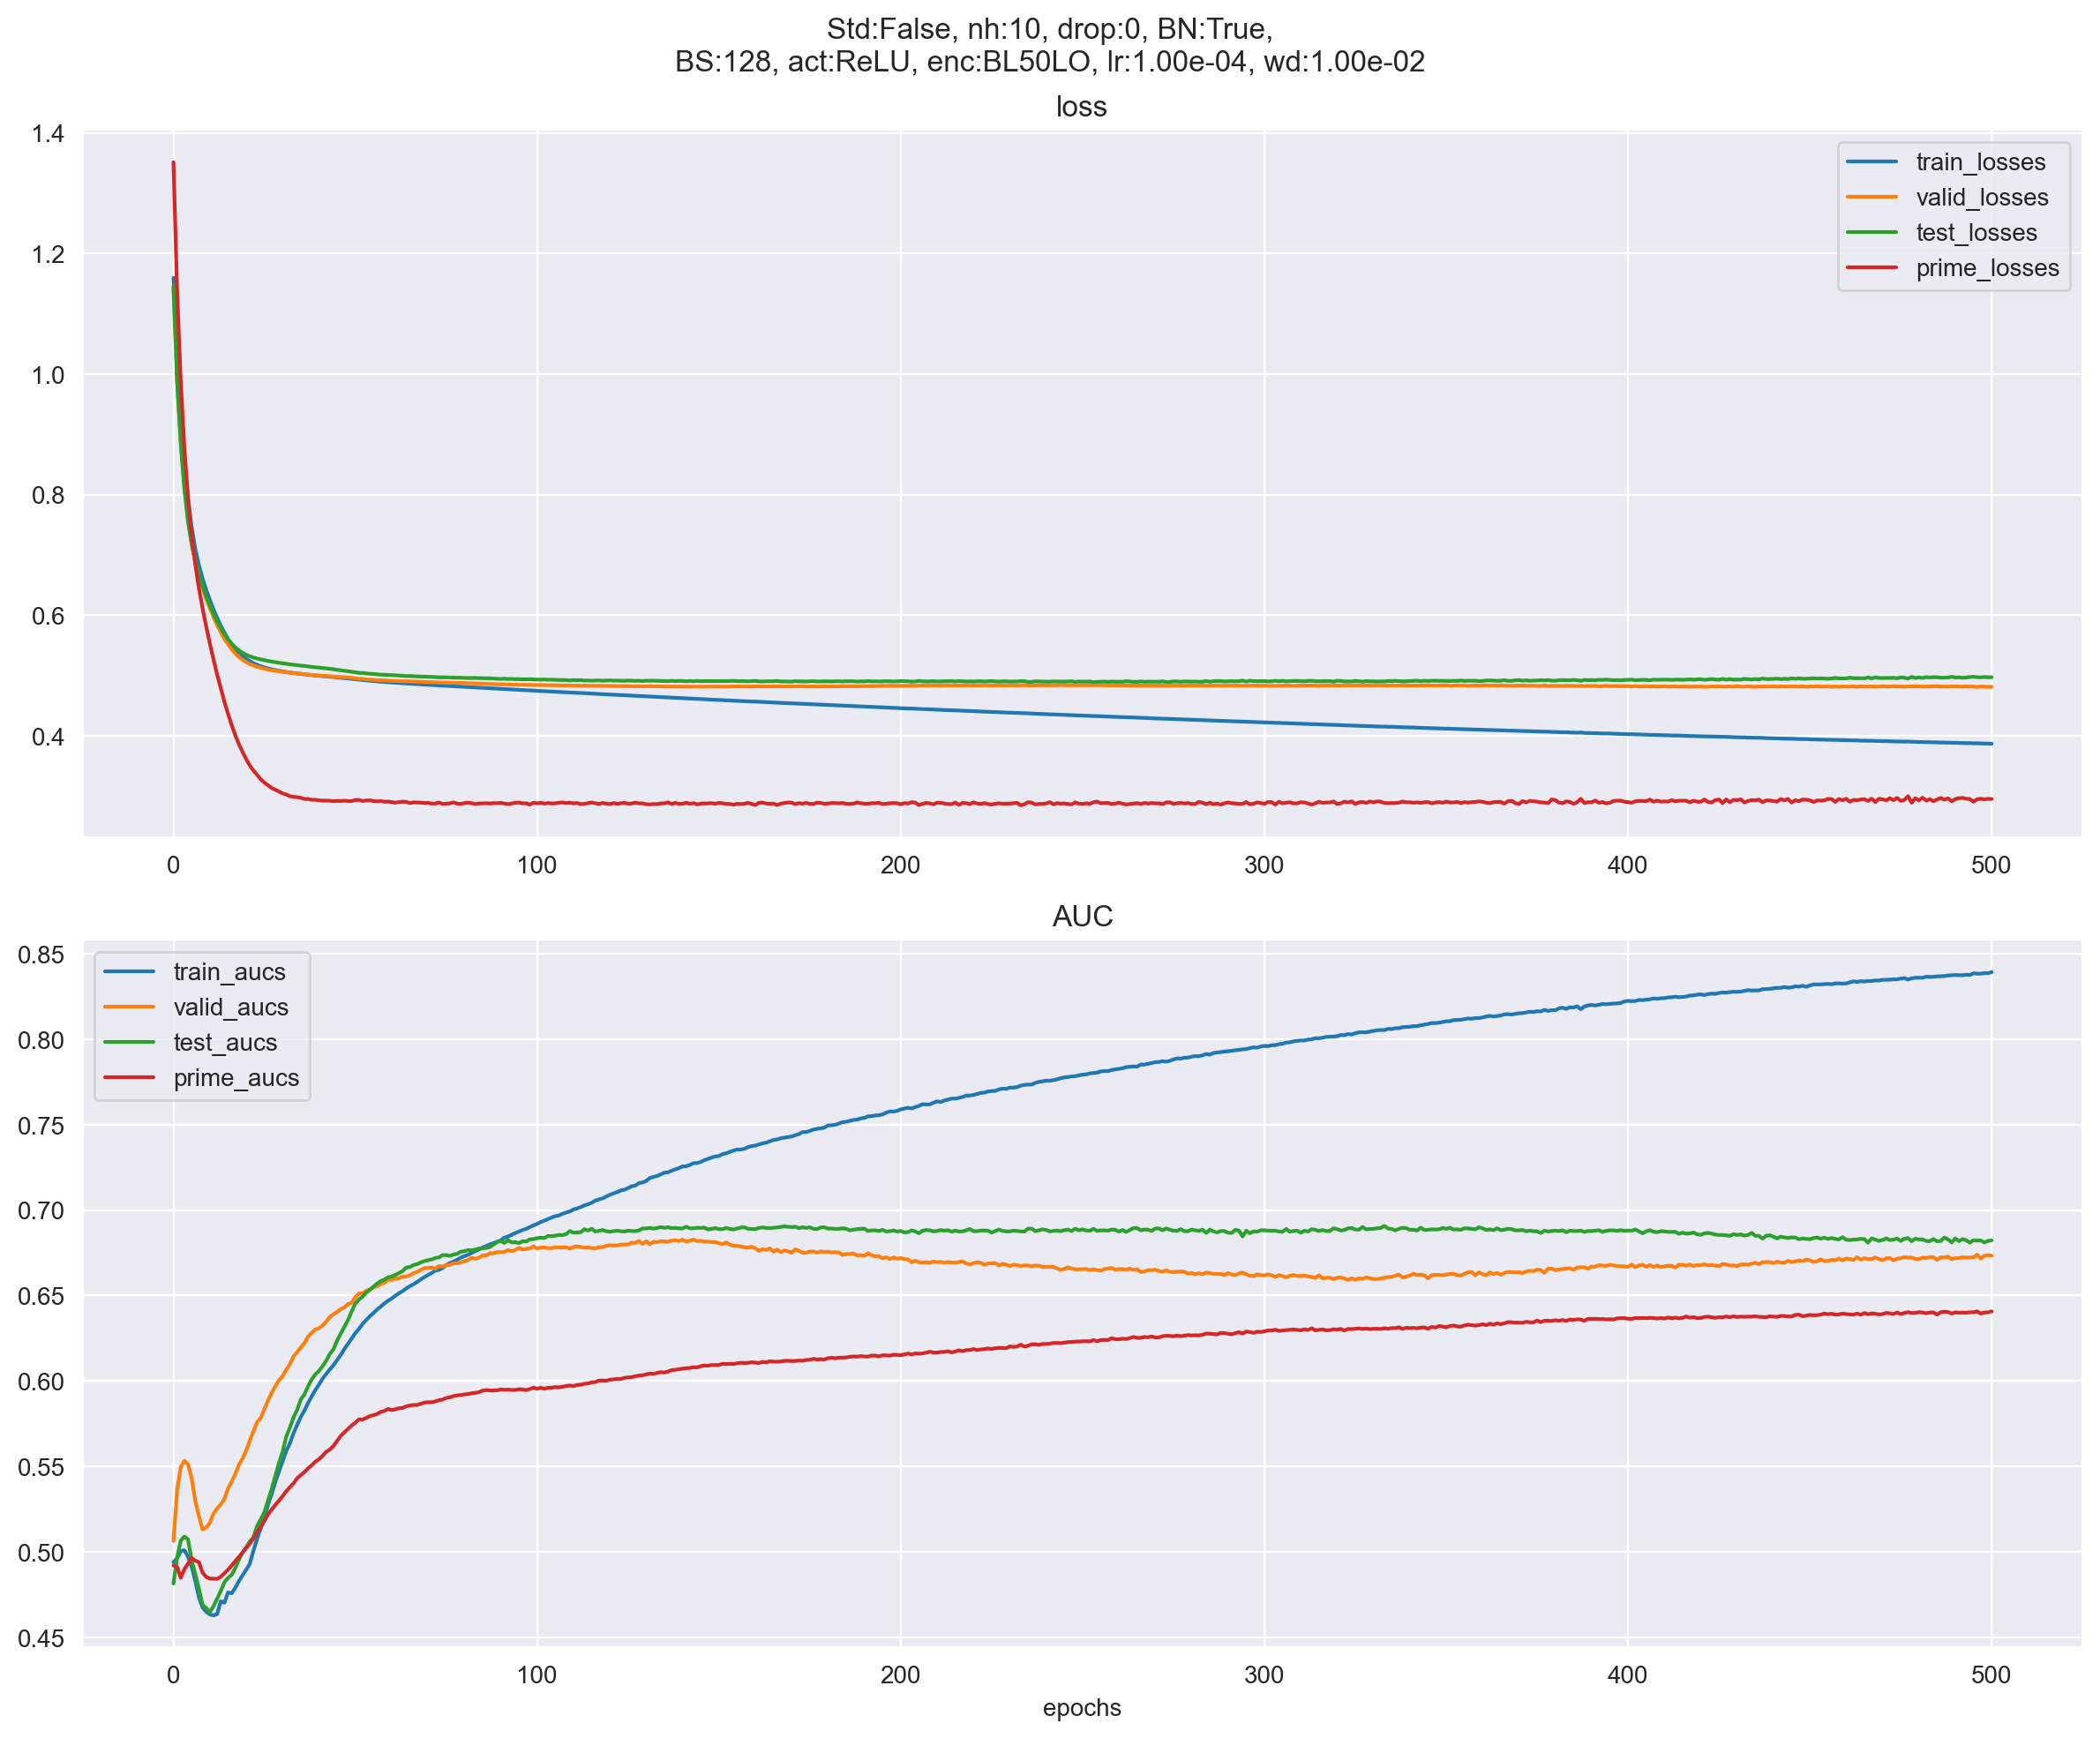 Std:False, nh:10, drop:0, BN:True,
BS:128, act:ReLU, enc:BL50LO, lr:1.00e-04, wd:1.00e-02
loss
1.4
1.2
1.0
0.8
0.6
0.4
train_losses
valid_losses
test_losses
prime_losses
0 100 200 300 400 500
AUC
0.85
0.80
0.75
0.70
0.65
0.60
0.55
0.50
0.45
train_aucs
valid_aucs
test_aucs
prime_aucs
0 100 200 300 400 500
epochs